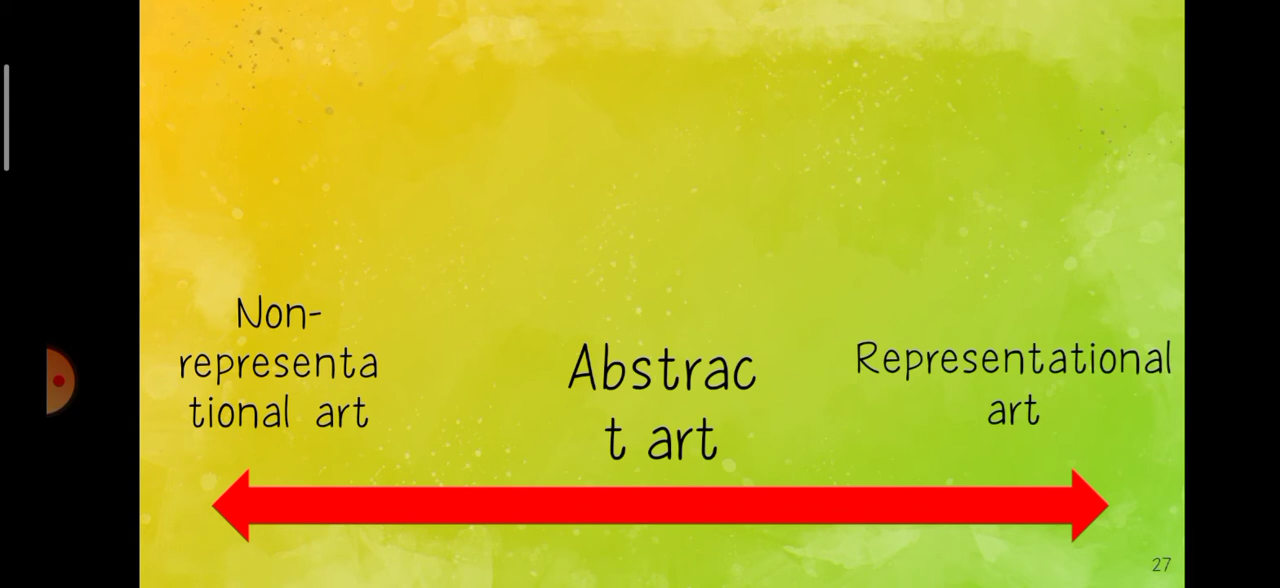 Non-
representa
tional art
Abstrac
t art
Representational
art
27